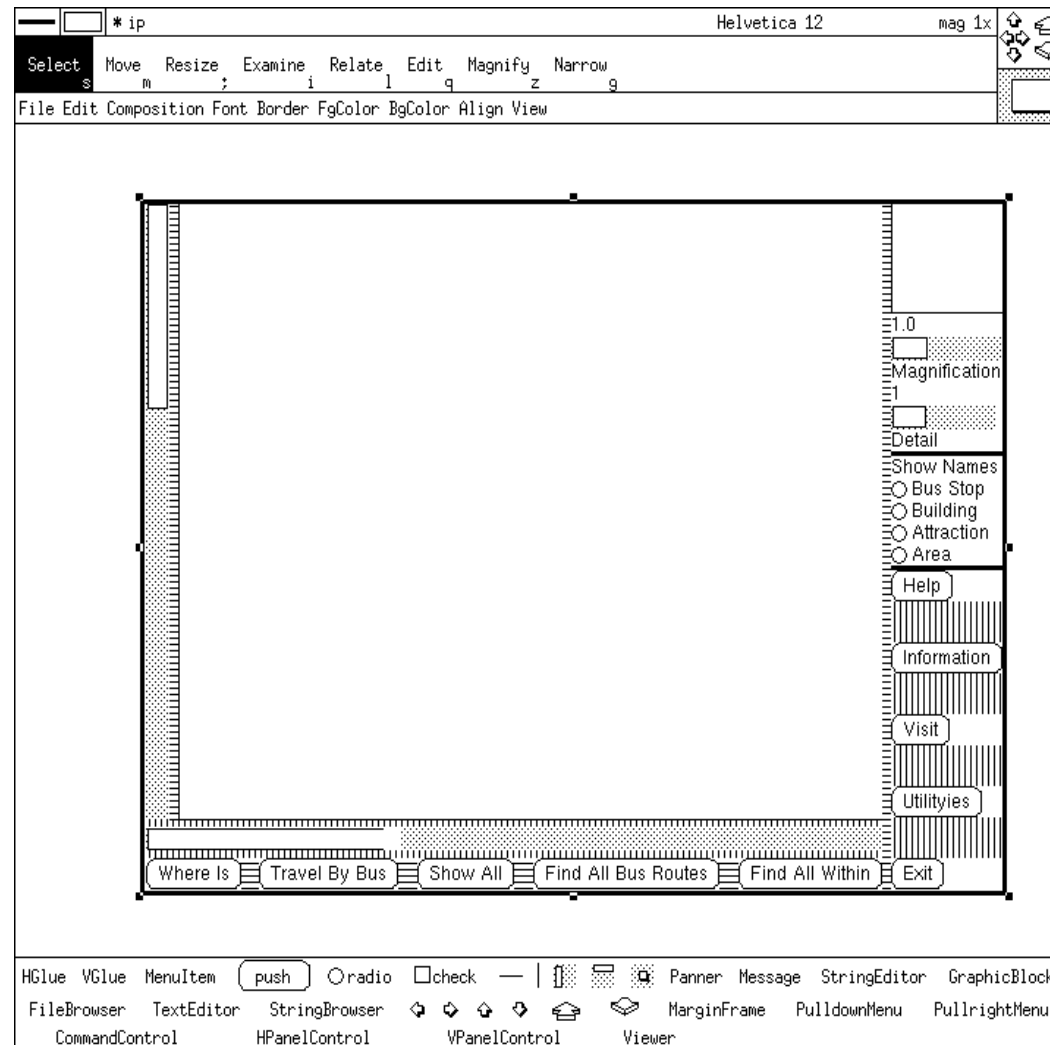 * ip Helvetica 12 mag 1x
Select Move Resize Examine Relate Edit Magnify Narrow
s m ; i l q z g
File Edit Composition Font Border FgColor BgColor Align View
1.0
Magnification
1
Detail
Show Names
Bus Stop
Building
Attraction
Area
Help
Information
Visit
Utilityies
Where Is Travel By Bus Show All Find All Bus Routes Find All Within Exit
HGlue VGlue MenuItem push radio check Panner Message StringEditor GraphicBlock
FileBrowser TextEditor StringBrowser MarginFrame PulldownMenu PullrightMenu
CommandControl HPanelControl VPanelControl Viewer